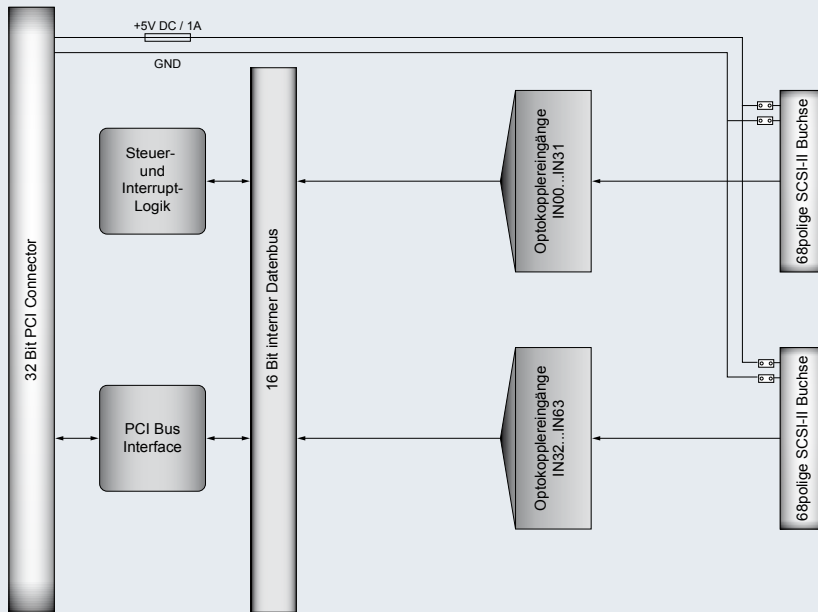 +5V DC / 1A
GND
32 Bit PCI Connector
Steuer-
und
Interrupt-
Logik
PCI Bus
Interface
16 Bit interner Datenbus
Optokopplereingänge
IN00...IN31
Optokopplereingänge
IN32...IN63
68polige SCSI-II Buchse
68polige SCSI-II Buchse